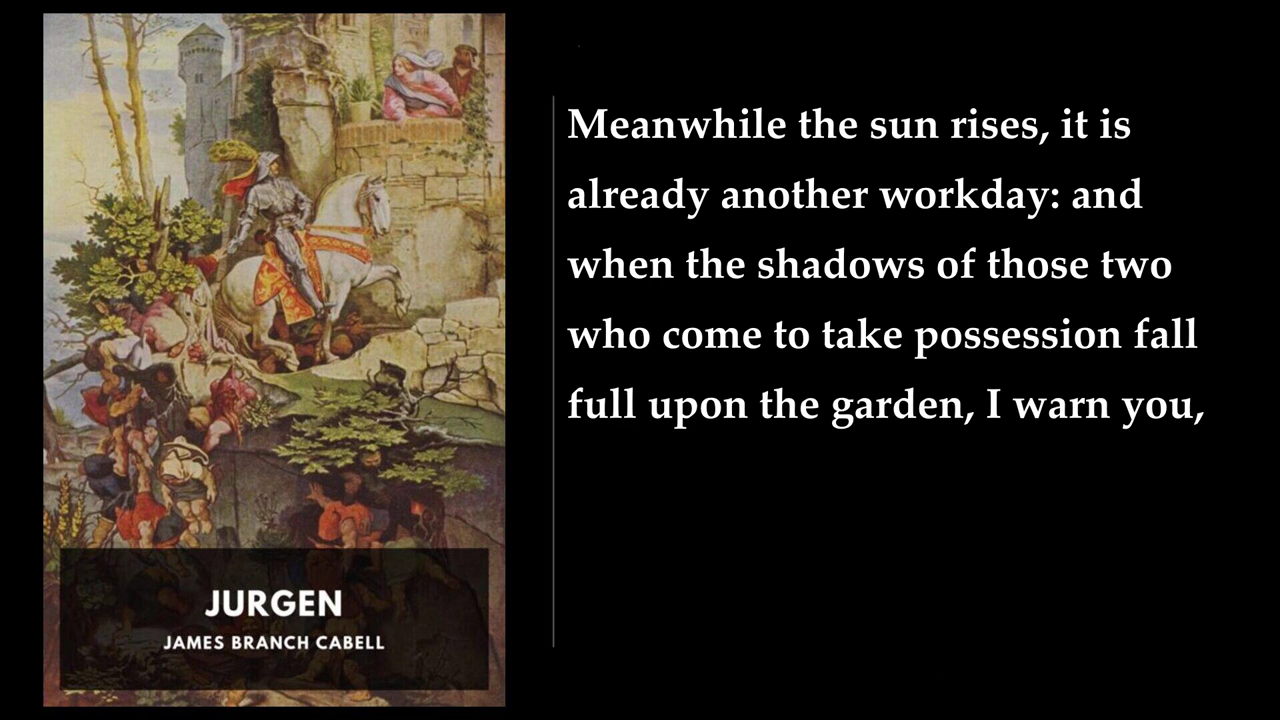 Meanwhile the sun rises, it is
already another workday: and
when the shadows of those two
who come to take possession fall
full upon the garden, I warn you,
JURGEN
JAMES BRANCH CABELL